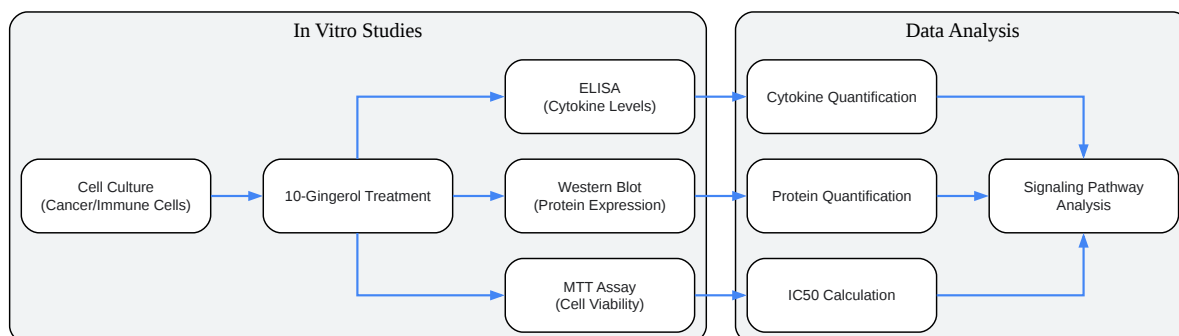 In Vitro Studies
Data Analysis
ELISA
(Cytokine Levels)
Cytokine Quantification
Cell Culture
(Cancer/Immune Cells)
10-Gingerol Treatment
Western Blot
(Protein Expression)
Protein Quantification
Signaling Pathway
Analysis
MTT Assay
(Cell Viability)
IC50 Calculation